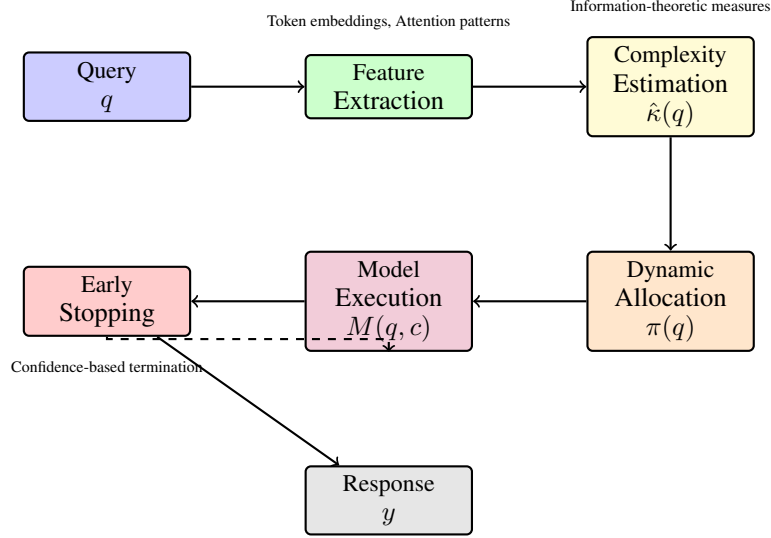 Information-theoretic measures
Token embeddings, Attention patterns
Query
q
Feature
Extraction
Complexity
Estimation
κ̂(q)
Early
Stopping
Model
Execution
M(q, c)
Dynamic
Allocation
π(q)
Confidence-based termination
Response
y